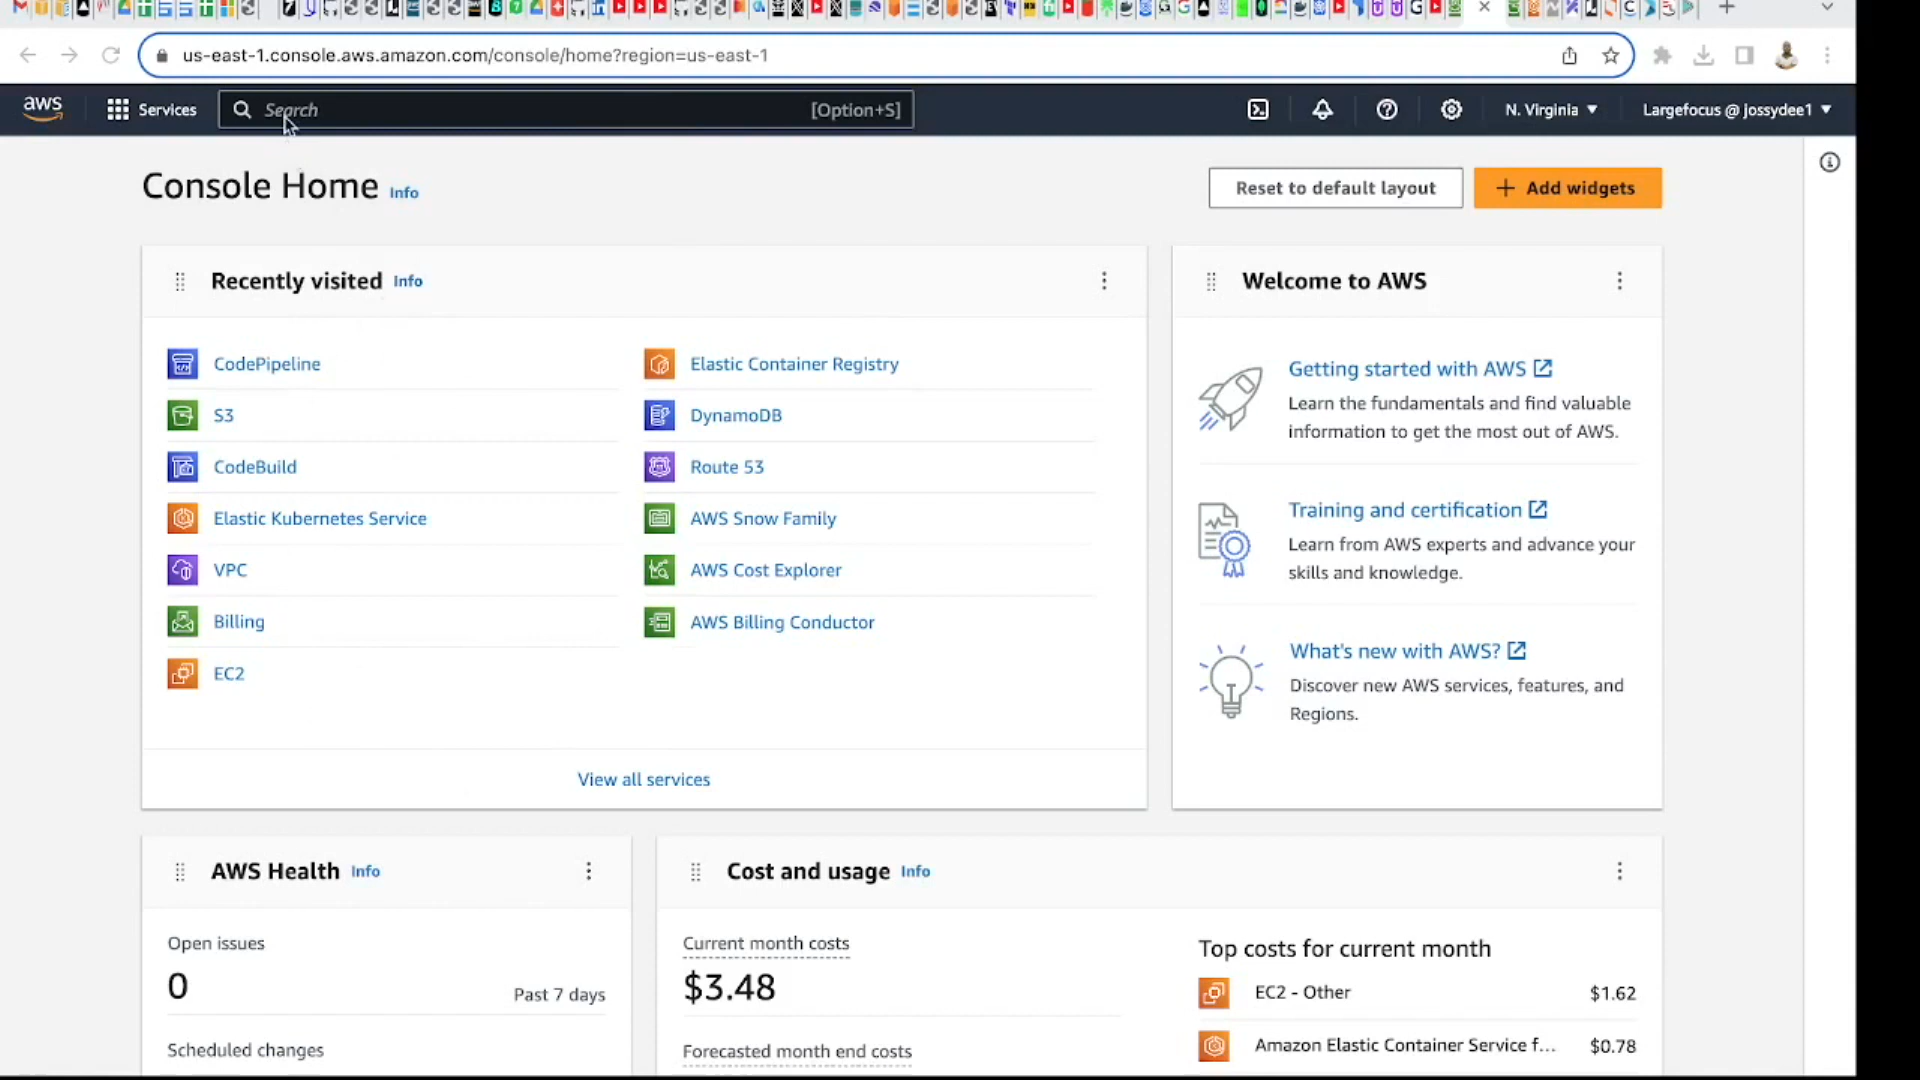 us-east-1.console.aws.amazon.com/console/home?region=us-east-1
aws
Services
Search
[Option+S]
N. Virginia
Largefocus @ jossydee1
Console Home Info
Reset to default layout
Add widgets
Recently visited Info
CodePipeline
S3
CodeBuild
Elastic Kubernetes Service
VPC
Billing
EC2
Elastic Container Registry
DynamoDB
Route 53
AWS Snow Family
AWS Cost Explorer
AWS Billing Conductor
View all services
Welcome to AWS
Getting started with AWS
Learn the fundamentals and find valuable
information to get the most out of AWS.
Training and certification
Learn from AWS experts and advance your
skills and knowledge.
What's new with AWS?
Discover new AWS services, features, and
Regions.
AWS Health Info
Open issues
0
Past 7 days
Scheduled changes
Cost and usage Info
Current month costs
$3.48
Forecasted month end costs
Top costs for current month
EC2 - Other $1.62
Amazon Elastic Container Service f... $0.78